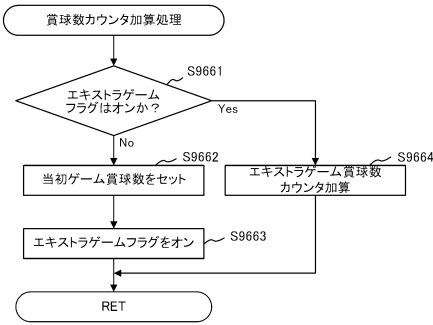 賞球数カウンタ加算処理
S9661
エキストラゲーム
フラグはオンか？
Yes
No
S9662
当初ゲーム賞球数をセット
S9664
エキストラゲーム賞球数
カウンタ加算
S9663
エキストラゲームフラグをオン
RET